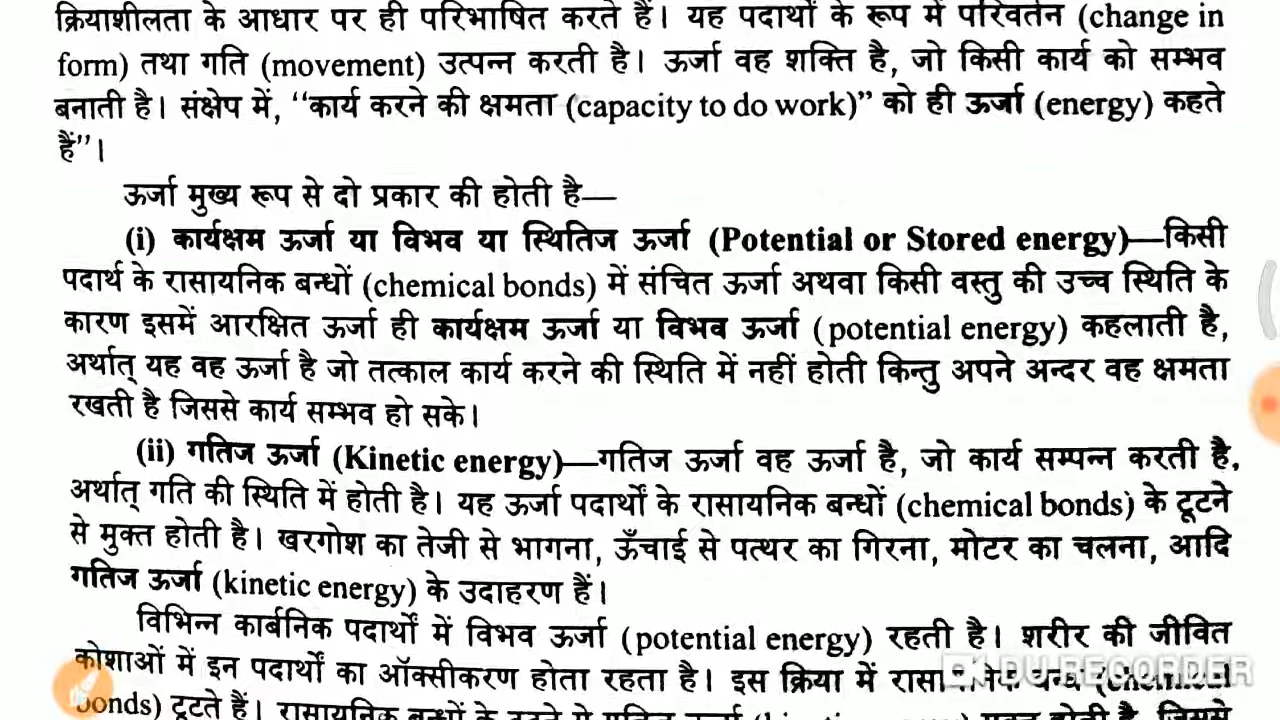 क्रियाशीलता के आधार पर ही परिभाषित करते हैं। यह पदार्थों के रूप में परिवर्तन (change in
form) तथा गति (movement) उत्पन्न करती है। ऊर्जा वह शक्ति है, जो किसी कार्य को सम्भव
बनाती है। संक्षेप में, “कार्य करने की क्षमता (capacity to do work)” को ही ऊर्जा (energy) कहते
हैं”।
ऊर्जा मुख्य रूप से दो प्रकार की होती है—
(i) कार्यक्षम ऊर्जा या विभव या स्थितिज ऊर्जा (Potential or Stored energy)—किसी
पदार्थ के रासायनिक बन्धों (chemical bonds) में संचित ऊर्जा अथवा किसी वस्तु की उच्च स्थिति के
कारण इसमें आरक्षित ऊर्जा ही कार्यक्षम ऊर्जा या विभव ऊर्जा (potential energy) कहलाती है,
अर्थात् यह वह ऊर्जा है जो तत्काल कार्य करने की स्थिति में नहीं होती किन्तु अपने अन्दर वह क्षमता
रखती है जिससे कार्य सम्भव हो सके।
(ii) गतिज ऊर्जा (Kinetic energy)—गतिज ऊर्जा वह ऊर्जा है, जो कार्य सम्पन्न करती है,
अर्थात् गति की स्थिति में होती है। यह ऊर्जा पदार्थों के रासायनिक बन्धों (chemical bonds) के टूटने
से मुक्त होती है। खरगोश का तेजी से भागना, ऊँचाई से पत्थर का गिरना, मोटर का चलना, आदि
गतिज ऊर्जा (kinetic energy) के उदाहरण हैं।
विभिन्न कार्बनिक पदार्थों में विभव ऊर्जा (potential energy) रहती है। शरीर की जीवित
कोशाओं में इन पदार्थों का ऑक्सीकरण होता रहता है। इस क्रिया में रासायनिक बन्ध (chemical
DU RECORDER
bonds) टूटते हैं। रासायनिक बन्धों के टूटने से गतिज ऊर्जा (kinetic energy) मुक्त होती है, जिससे